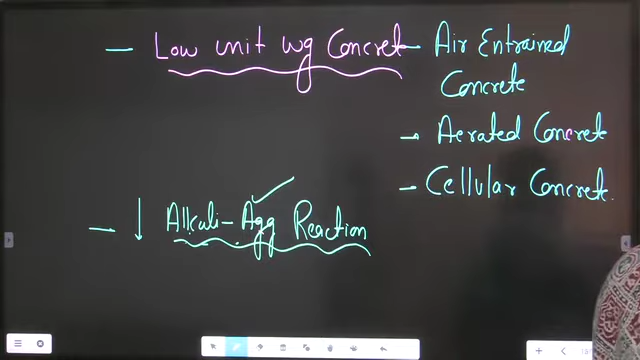 — Low unit wg Concrete — Air Entrained
Concrete
— Aerated Concrete
— Cellular Concrete.
— ↓ Alkali-Agg Reaction